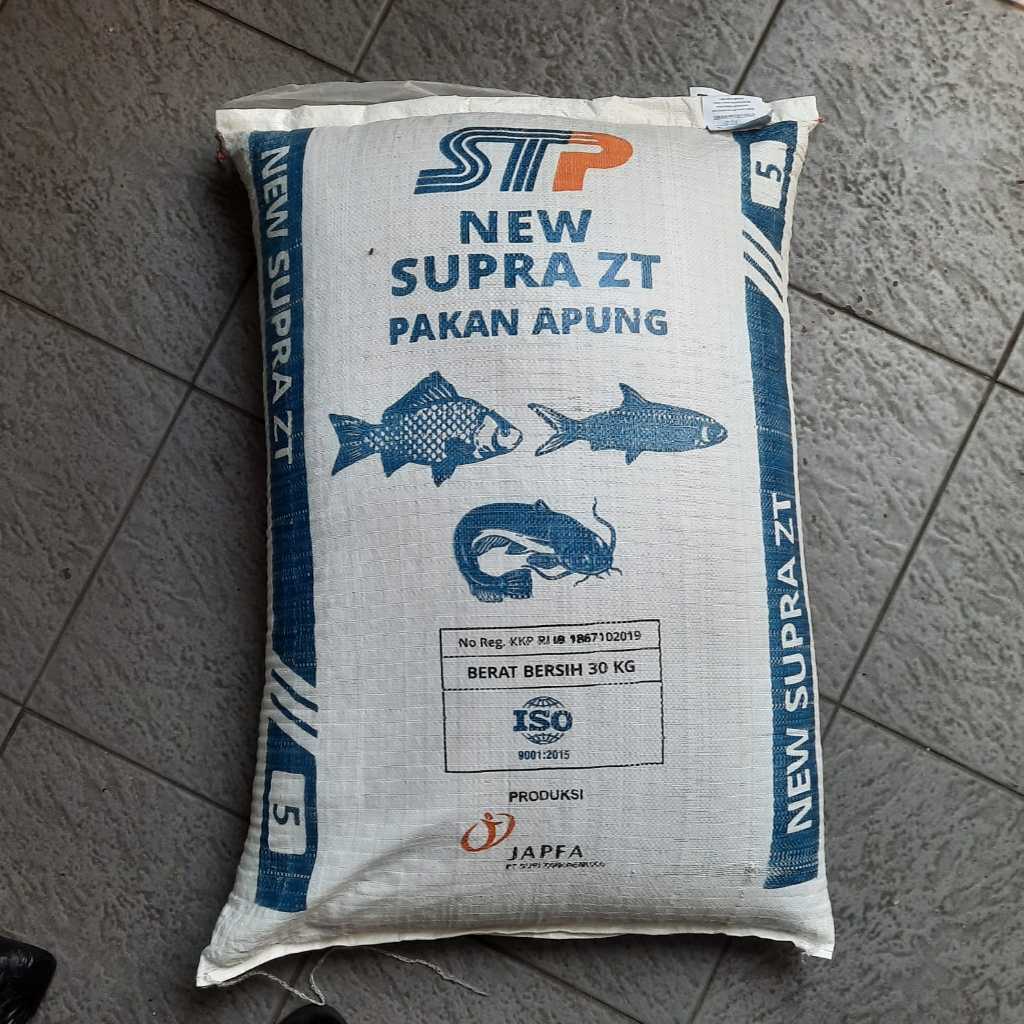 STP
NEW
SUPRA ZT
PAKAN APUNG
NEW SUPRA ZT
5
5
NEW SUPRA ZT
No Reg. KKP RI 1867102019
BERAT BERSIH 30 KG
ISO
9001:2015
PRODUKSI
JAPFA
PT